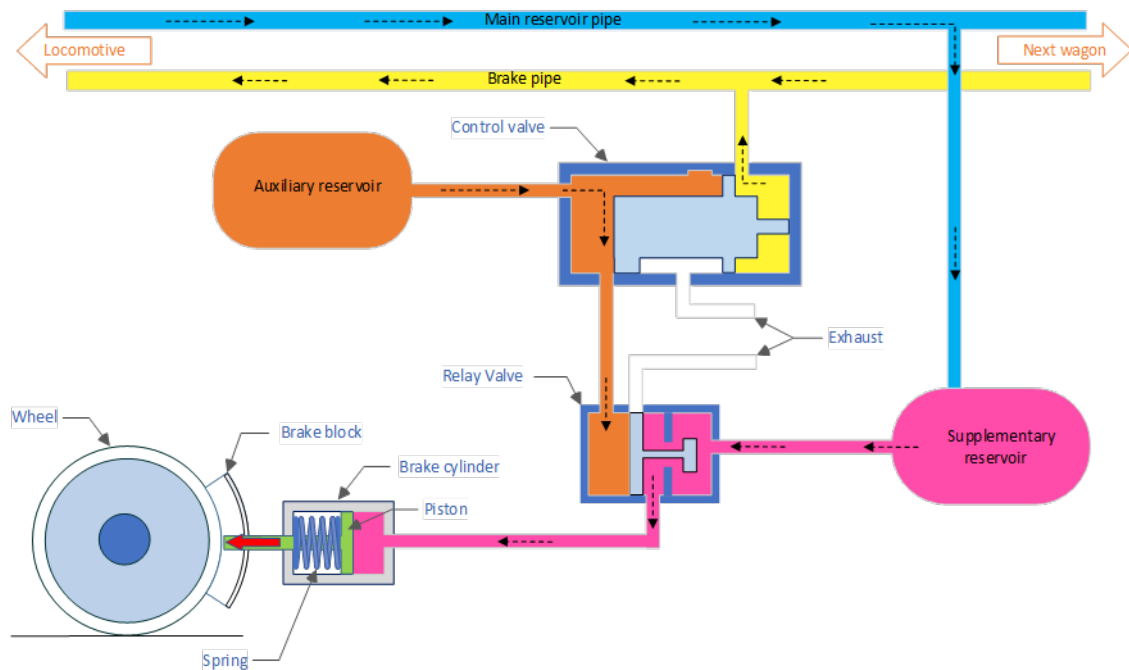 Main reservoir pipe
Locomotive
Next wagon
Brake pipe
Control valve
Auxiliary reservoir
Exhaust
Relay Valve
Wheel
Brake block
Supplementary
reservoir
Brake cylinder
Piston
Spring